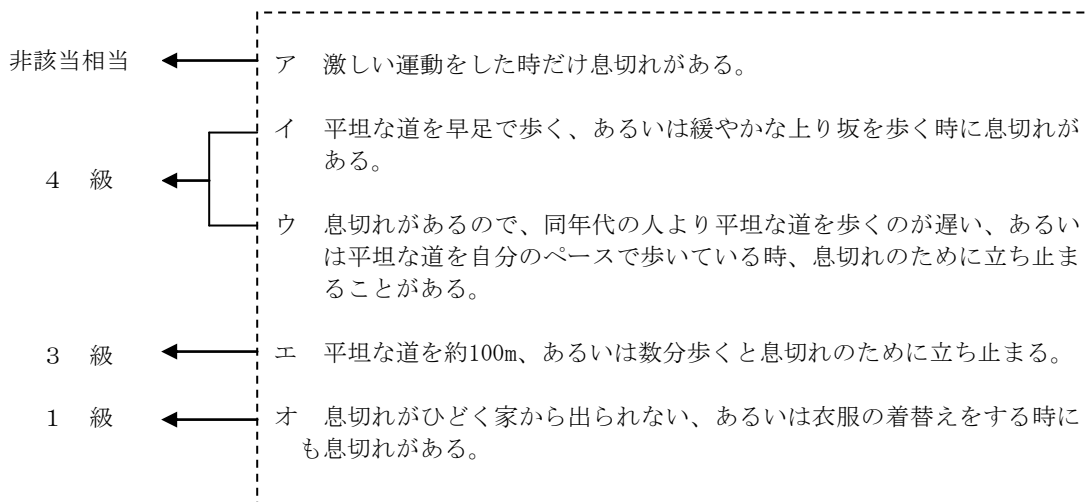 非該当相当 ア 激しい運動をした時だけ息切れがある。
イ 平坦な道を早足で歩く、あるいは緩やかな上り坂を歩く時に息切れが
ある。
4 級
ウ 息切れがあるので、同年代の人より平坦な道を歩くのが遅い、あるい
は平坦な道を自分のペースで歩いている時、息切れのために立ち止ま
ることがある。
3 級 エ 平坦な道を約100m、あるいは数分歩くと息切れのために立ち止まる。
1 級 オ 息切れがひどく家から出られない、あるいは衣服の着替えをする時に
も息切れがある。